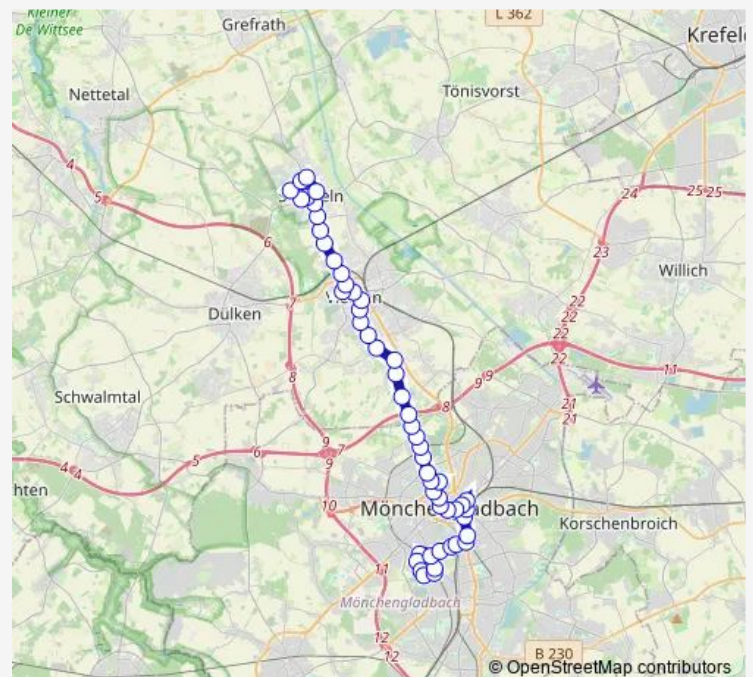 Kleiner
De Wittsee
Grefrath
L 362
Krefeld
Nettetal
Tönisvorst
4
5
6
24
25
25
23
Willich
7
22
22
22
22
Dülken
11
8
9
9
21
21
8
Schwalmtal
9
7
9
6
5
4
4
10
Mönchengladbach
Korschenbroich
11
Mönchengladbach
12
12
B 230
© OpenStreetMap contributors